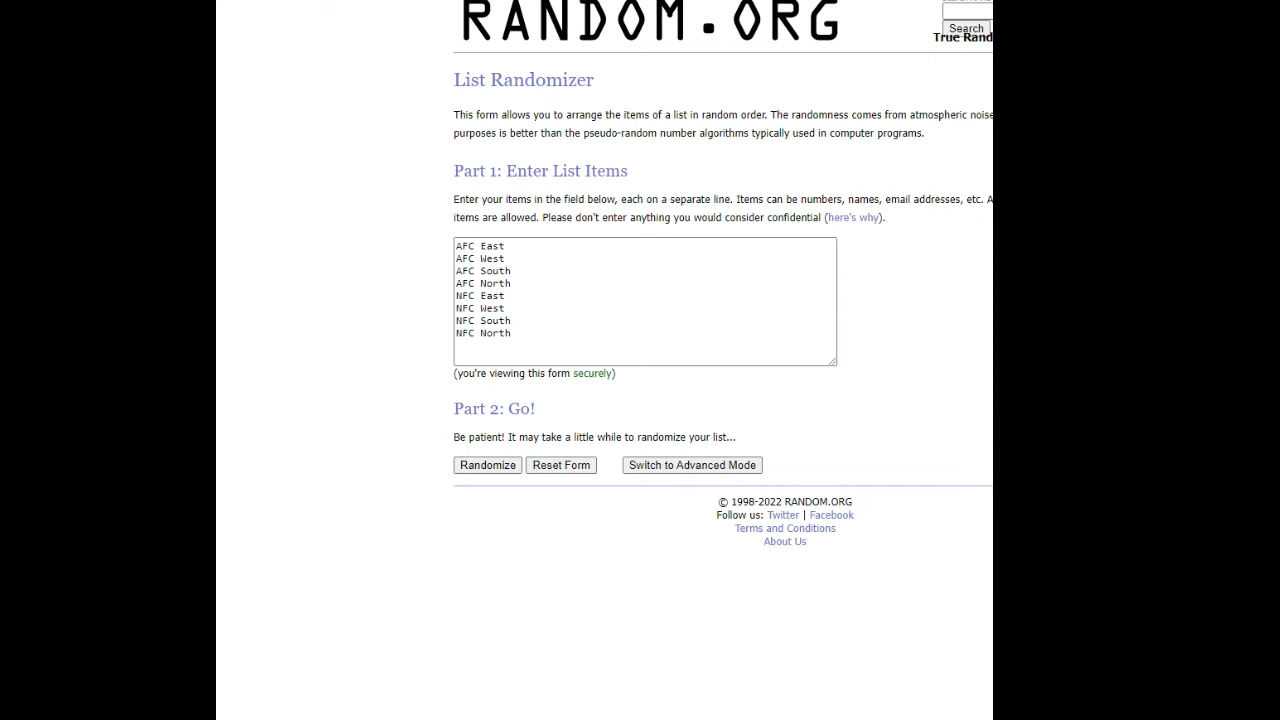 RANDOM.ORG
Search
True Rand
List Randomizer
This form allows you to arrange the items of a list in random order. The randomness comes from atmospheric noise
purposes is better than the pseudo-random number algorithms typically used in computer programs.
Part 1: Enter List Items
Enter your items in the field below, each on a separate line. Items can be numbers, names, email addresses, etc. A
items are allowed. Please don't enter anything you would consider confidential (here's why).
AFC East
AFC West
AFC South
AFC North
NFC East
NFC West
NFC South
NFC North
(you're viewing this form securely)
Part 2: Go!
Be patient! It may take a little while to randomize your list...
Randomize Reset Form Switch to Advanced Mode
© 1998-2022 RANDOM.ORG
Follow us: Twitter | Facebook
Terms and Conditions
About Us